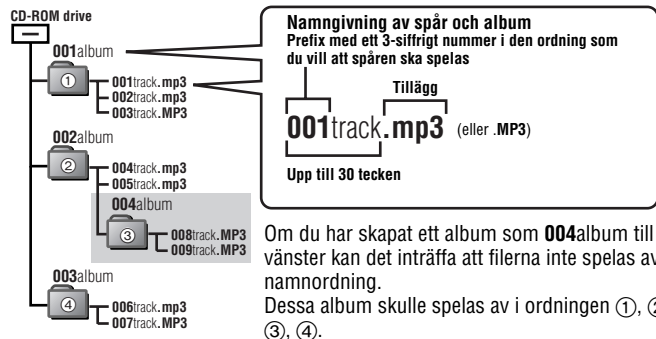 CD-ROM drive
001album
①
001track.mp3
002track.mp3
003track.MP3
002album
②
004track.mp3
005track.mp3
004album
③
008track.MP3
009track.MP3
003album
④
006track.mp3
007track.MP3
Namngivning av spår och album
Prefix med ett 3-siffrigt nummer i den ordning som
du vill att spåren ska spelas
Tillägg
001track.mp3 (eller .MP3)
Upp till 30 tecken
Om du har skapat ett album som 004album till
vänster kan det inträffa att filerna inte spelas av
namnordning.
Dessa album skulle spelas av i ordningen ①, ②
③, ④.